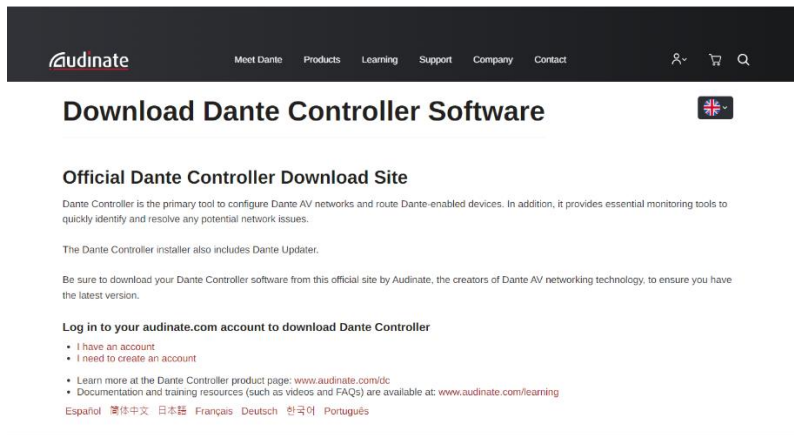 Audinate
Meet Dante Products Learning Support Company Contact
Download Dante Controller Software
Official Dante Controller Download Site
Dante Controller is the primary tool to configure Dante AV networks and route Dante-enabled devices. In addition, it provides essential monitoring tools to
quickly identify and resolve any potential network issues.
The Dante Controller installer also includes Dante Updater.
Be sure to download your Dante Controller software from this official site by Audinate, the creators of Dante AV networking technology, to ensure you have
the latest version.
Log in to your audinate.com account to download Dante Controller
• I have an account
• I need to create an account
• Learn more at the Dante Controller product page: www.audinate.com/dc
• Documentation and training resources (such as videos and FAQs) are available at: www.audinate.com/learning
Español 简体中文 日本語 Français Deutsch 한국어 Português